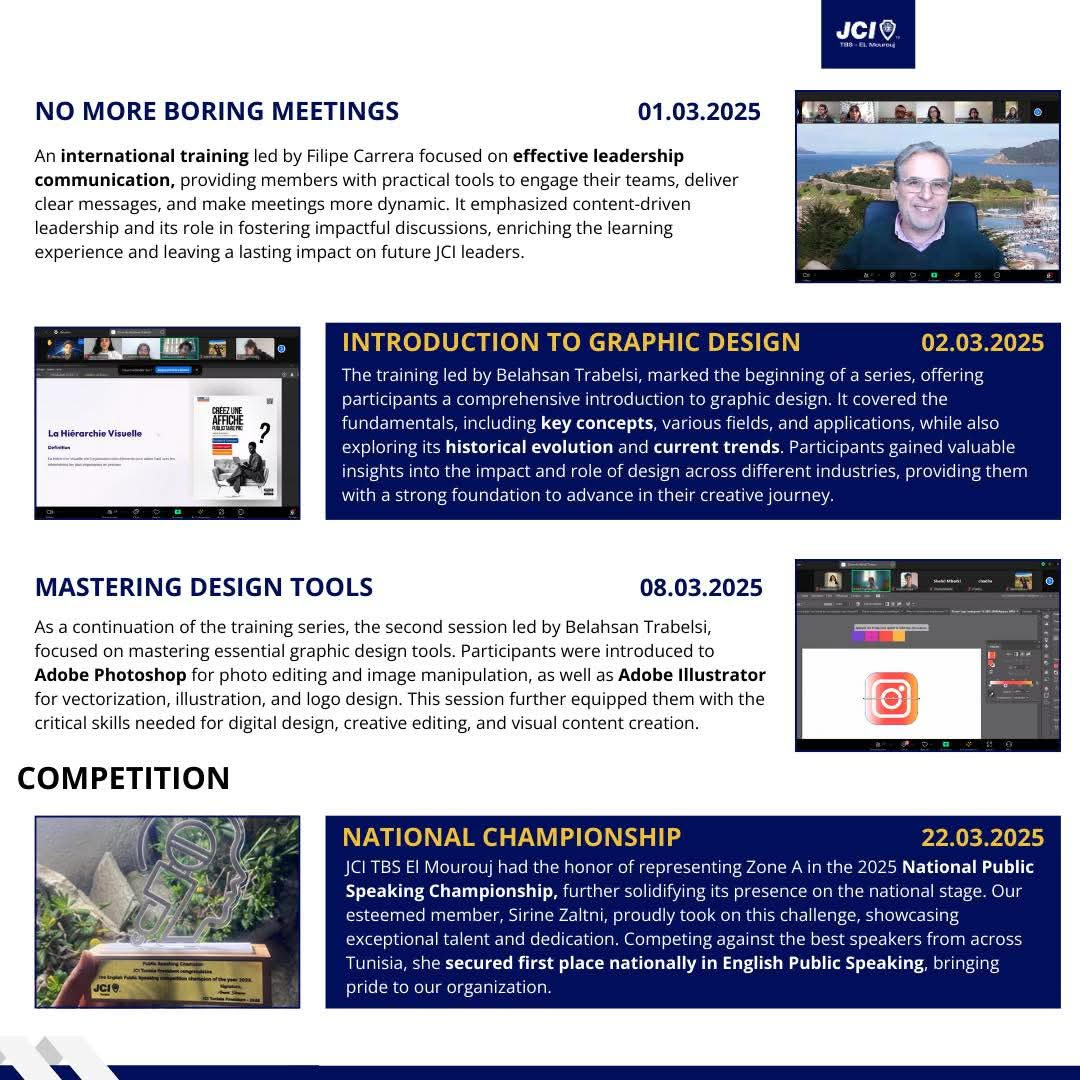 JCI
TBS - EL Mourouj
NO MORE BORING MEETINGS
01.03.2025
An international training led by Filipe Carrera focused on effective leadership
communication, providing members with practical tools to engage their teams, deliver
clear messages, and make meetings more dynamic. It emphasized content-driven
leadership and its role in fostering impactful discussions, enriching the learning
experience and leaving a lasting impact on future JCI leaders.
La Hiérarchie Visuelle
Définition
CRÉEZ UNE
AFFICHE
PUBLICITAIRE PRO
?
INTRODUCTION TO GRAPHIC DESIGN
02.03.2025
The training led by Belahsan Trabelsi, marked the beginning of a series, offering
participants a comprehensive introduction to graphic design. It covered the
fundamentals, including key concepts, various fields, and applications, while also
exploring its historical evolution and current trends. Participants gained valuable
insights into the impact and role of design across different industries, providing them
with a strong foundation to advance in their creative journey.
MASTERING DESIGN TOOLS
08.03.2025
As a continuation of the training series, the second session led by Belahsan Trabelsi,
focused on mastering essential graphic design tools. Participants were introduced to
Adobe Photoshop for photo editing and image manipulation, as well as Adobe Illustrator
for vectorization, illustration, and logo design. This session further equipped them with the
critical skills needed for digital design, creative editing, and visual content creation.
COMPETITION
Public Speaking Champion
JCI Tunisia President congratulates
the English Public Speaking competition champion of the year 2025.
JCI
NATIONAL CHAMPIONSHIP
22.03.2025
JCI TBS El Mourouj had the honor of representing Zone A in the 2025 National Public
Speaking Championship, further solidifying its presence on the national stage. Our
esteemed member, Sirine Zaltni, proudly took on this challenge, showcasing
exceptional talent and dedication. Competing against the best speakers from across
Tunisia, she secured first place nationally in English Public Speaking, bringing
pride to our organization.